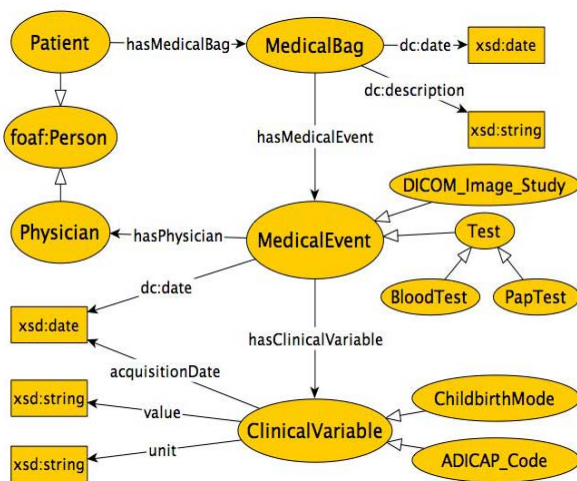 Patient
hasMedicalBag
MedicalBag
dc:date
xsd:date
dc:description
xsd:string
foaf:Person
hasMedicalEvent
DICOM_Image_Study
Physician
hasPhysician
MedicalEvent
Test
BloodTest
PapTest
dc:date
xsd:date
hasClinicalVariable
acquisitionDate
xsd:string
value
ClinicalVariable
ChildbirthMode
unit
xsd:string
ADICAP_Code